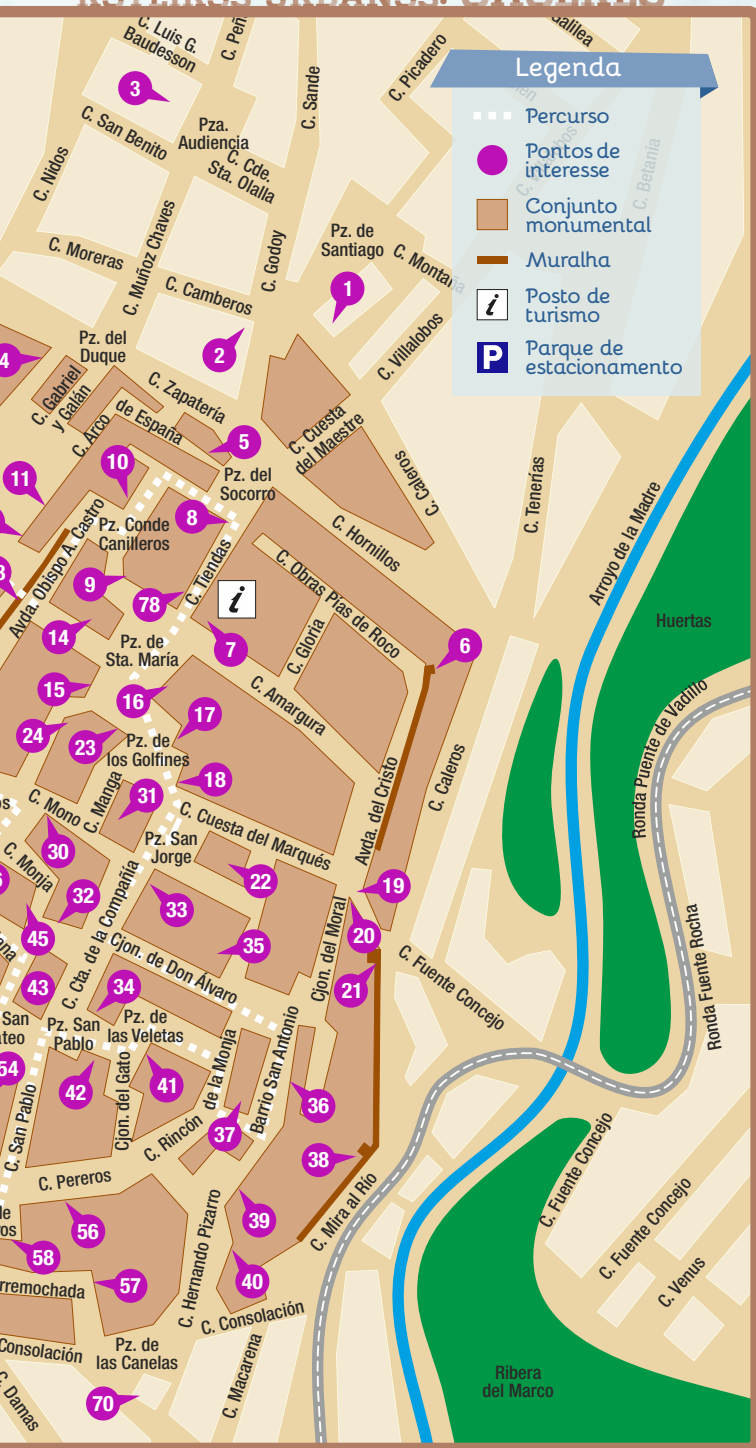 C. Luis G.
Baudesson
C. Peñ
C. Sande
C. Picadero
3
C. San Benito
Pza.
Audiencia
C. Cde.
Sta. Olalla
C. Nidos
C. Muñoz Chaves
C. Moreras
C. Godoy
Pz. de
Santiago
C. Montaña
C. Camberos
1
2
C. Villalobos
Legenda
Percurso
Pontos de
interesse
Conjunto
monumental
Muralha
i
Posto de
turismo
P
Parque de
estacionamento
C. Villalobos
C. Betania
4
Pz. del
Duque
C. Gabriel
y Galán
C. Zapatería
C. Arco
de España
5
C. Cuesta
del Maestre
C. Caleros
C. Tenerías
Arroyo de la Madre
11
10
Pz. del
Socorro
8
C. Hornillos
Avda. Obispo A. Castro
Pz. Conde
Canilleros
C. Tiendas
C. Obras Pías de Roco
9
78
i
Huertas
14
Pz. de
Sta. María
7
C. Gloria
6
15
16
C. Amargura
17
24
23
Pz. de
los Golfines
18
Ronda Puente de Vadillo
C. Manga
31
C. Mono
C. Cuesta del Marqués
Avda. del Cristo
C. Caleros
30
Pz. San
Jorge
C. Monja
22
32
C. Cta. de la Compañía
33
19
45
35
Cjon. de Don Álvaro
Cjon. del Moral
20
21
C. Fuente Concejo
Ronda Fuente Rocha
43
34
Pz. San
Pablo
Pz. de
las Veletas
San
ateo
54
42
Cjon. del Gato
41
C. Rincón
de la Monja
Barrio San Antonio
36
37
38
C. San Pablo
C. Pereros
C. Mira al Río
C. Fuente Concejo
C. Fuente Concejo
C. Venus
56
39
58
57
40
C. Hernando Pizarro
rremochada
C. Consolación
Consolación
Pz. de
las Canelas
C. Macarena
70
C. Damas
Ribera
del Marco